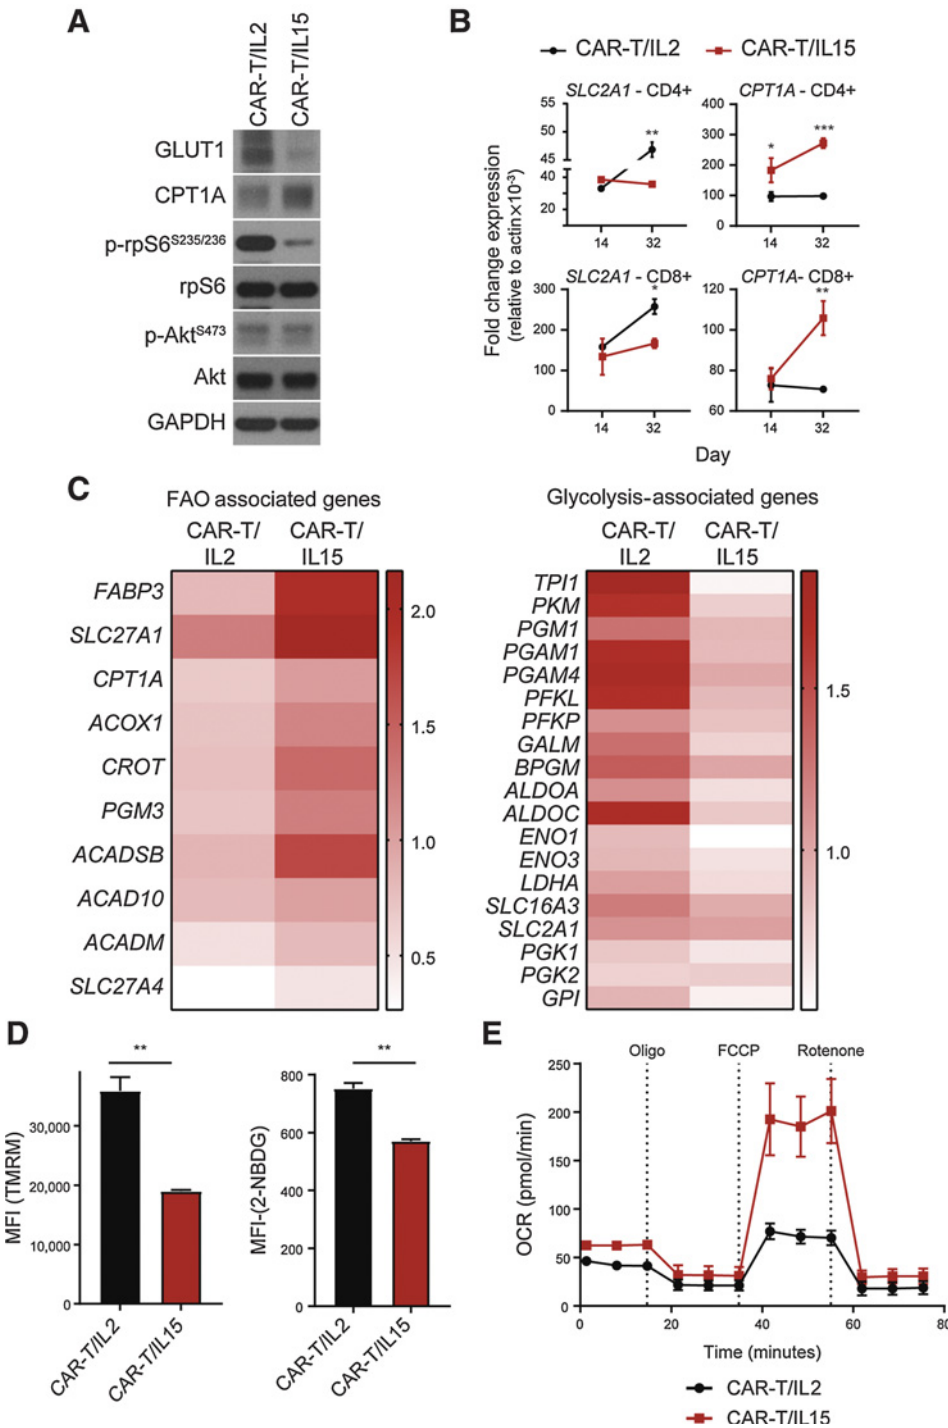 A
CAR-T/IL2
CAR-T/IL15
GLUT1
CPT1A
p-rpS6S235/236
rpS6
p-AktS473
Akt
GAPDH
B
CAR-T/IL2 CAR-T/IL15
Fold change expression
(relative to actin×10-3)
SLC2A1 - CD4+
55
50
45
40
20
**
14 32
CPT1A - CD4+
400
300
200
100
0
* ***
14 32
SLC2A1 - CD8+
300
200
100
0
*
14 32
CPT1A- CD8+
120
100
80
60
**
14 32
Day
C
FAO associated genes
CAR-T/ CAR-T/
IL2 IL15
FABP3
SLC27A1
CPT1A
ACOX1
CROT
PGM3
ACADSB
ACAD10
ACADM
SLC27A4
2.0
1.5
1.0
0.5
Glycolysis-associated genes
CAR-T/ CAR-T/
IL2 IL15
TPI1
PKM
PGM1
PGAM1
PGAM4
PFKL
PFKP
GALM
BPGM
ALDOA
ALDOC
ENO1
ENO3
LDHA
SLC16A3
SLC2A1
PGK1
PGK2
GPI
1.5
1.0
D
MFI (TMRM)
**
30,000
20,000
10,000
0
CAR-T/IL2
CAR-T/IL15
MFI-(2-NBDG)
**
800
600
400
200
0
CAR-T/IL2
CAR-T/IL15
E
Oligo FCCP Rotenone
OCR (pmol/min)
250
200
150
100
50
0
0 20 40 60 80
Time (minutes)
CAR-T/IL2
CAR-T/IL15